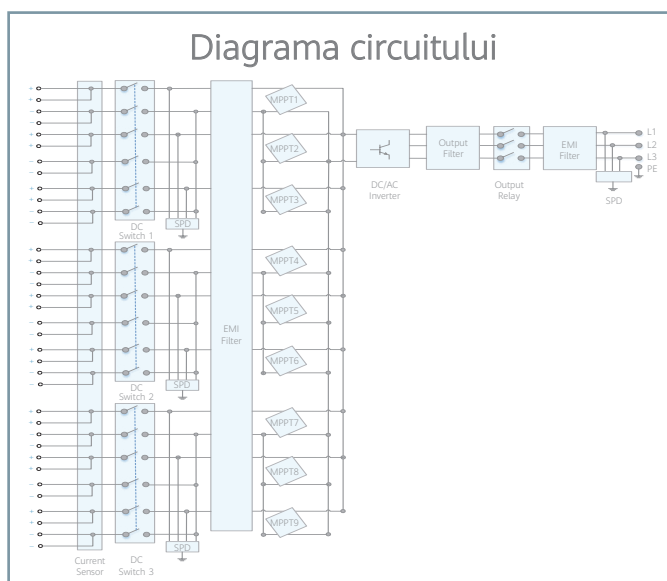 Diagrama circuitului
MPPT1
MPPT2
MPPT3
DC
Switch 1
SPD
DC/AC
Inverter
Output
Filter
Output
Relay
EMI
Filter
L1
L2
L3
PE
SPD
MPPT4
MPPT5
MPPT6
EMI
Filter
DC
Switch 2
SPD
MPPT7
MPPT8
MPPT9
SPD
Current
Sensor
DC
Switch 3